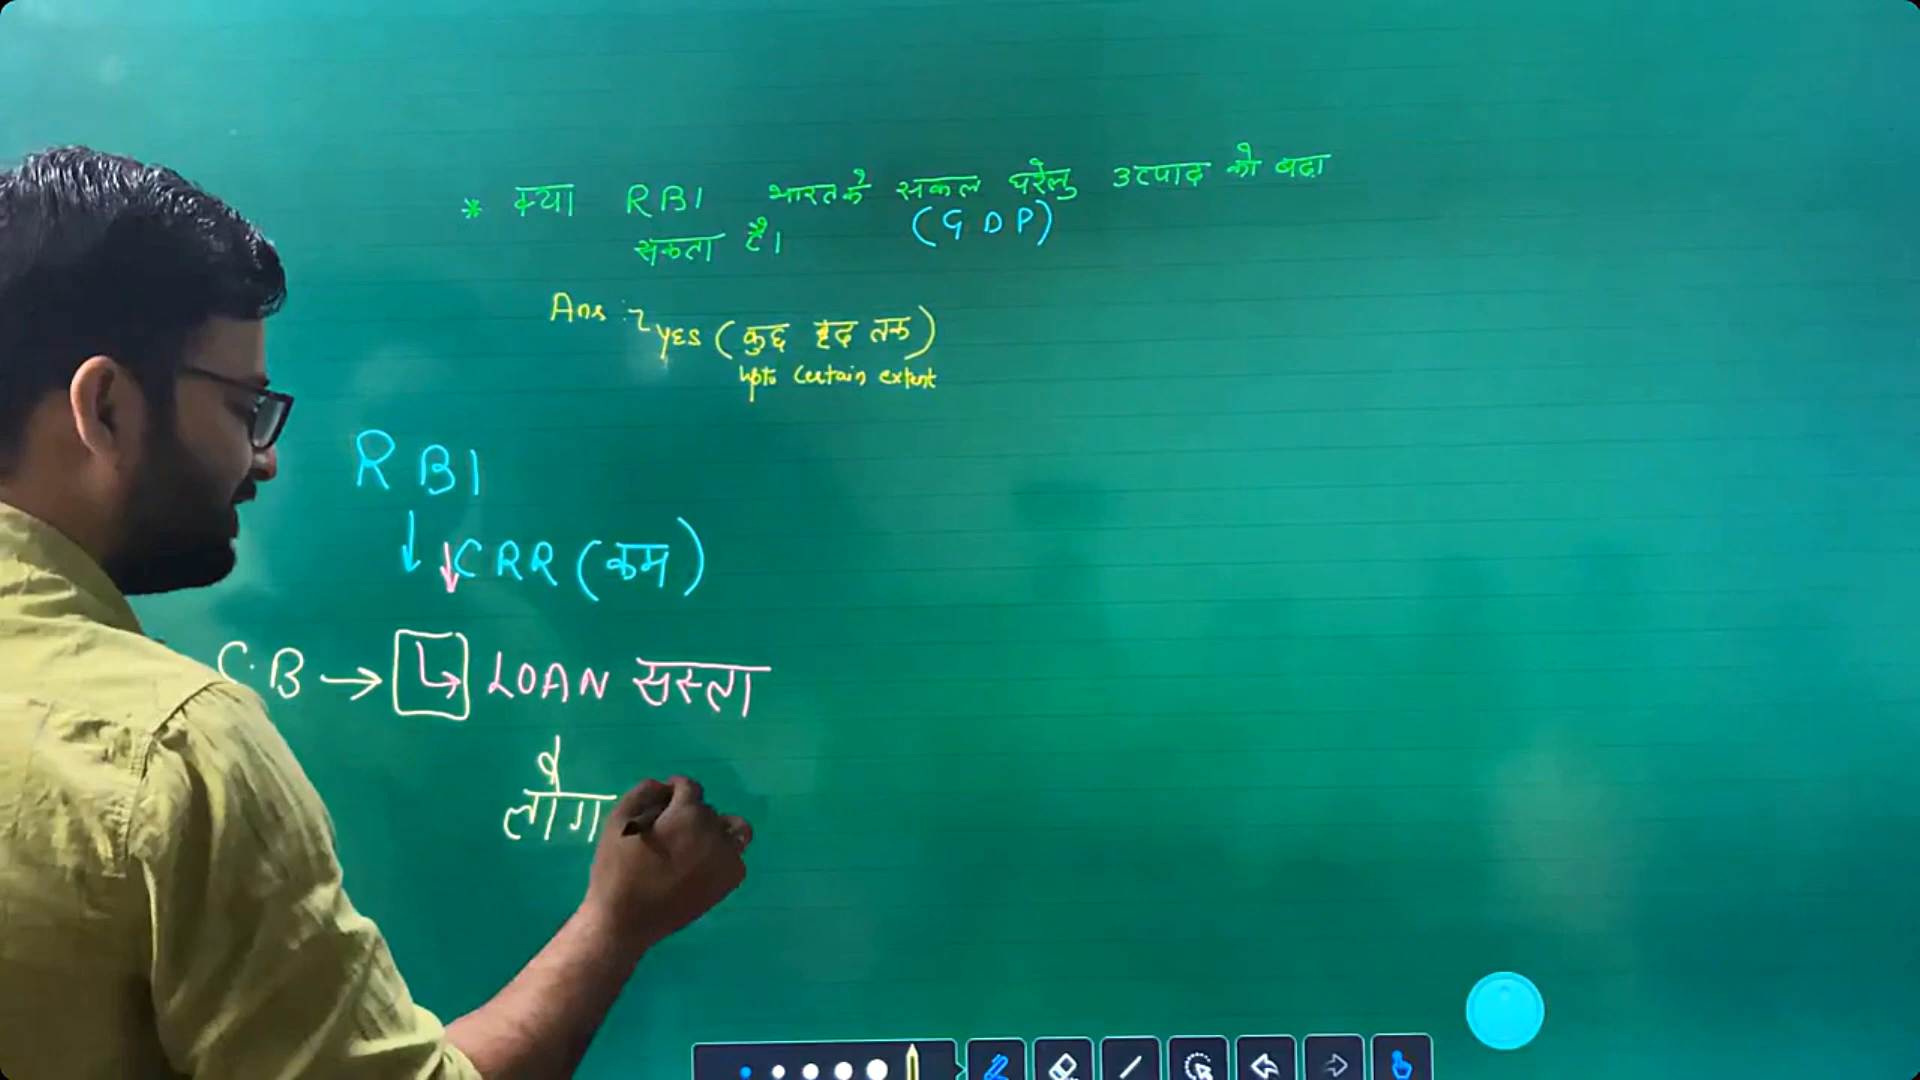 * क्या RBI भारत के सकल घरेलु उत्पाद को बढ़ा
सकता है।
(GDP)
Ans :- YES (कुछ हद तक)
upto certain extent
RBI
↓ ↓CRR (कम)
C.B → ↳ LOAN सस्ता
लोग